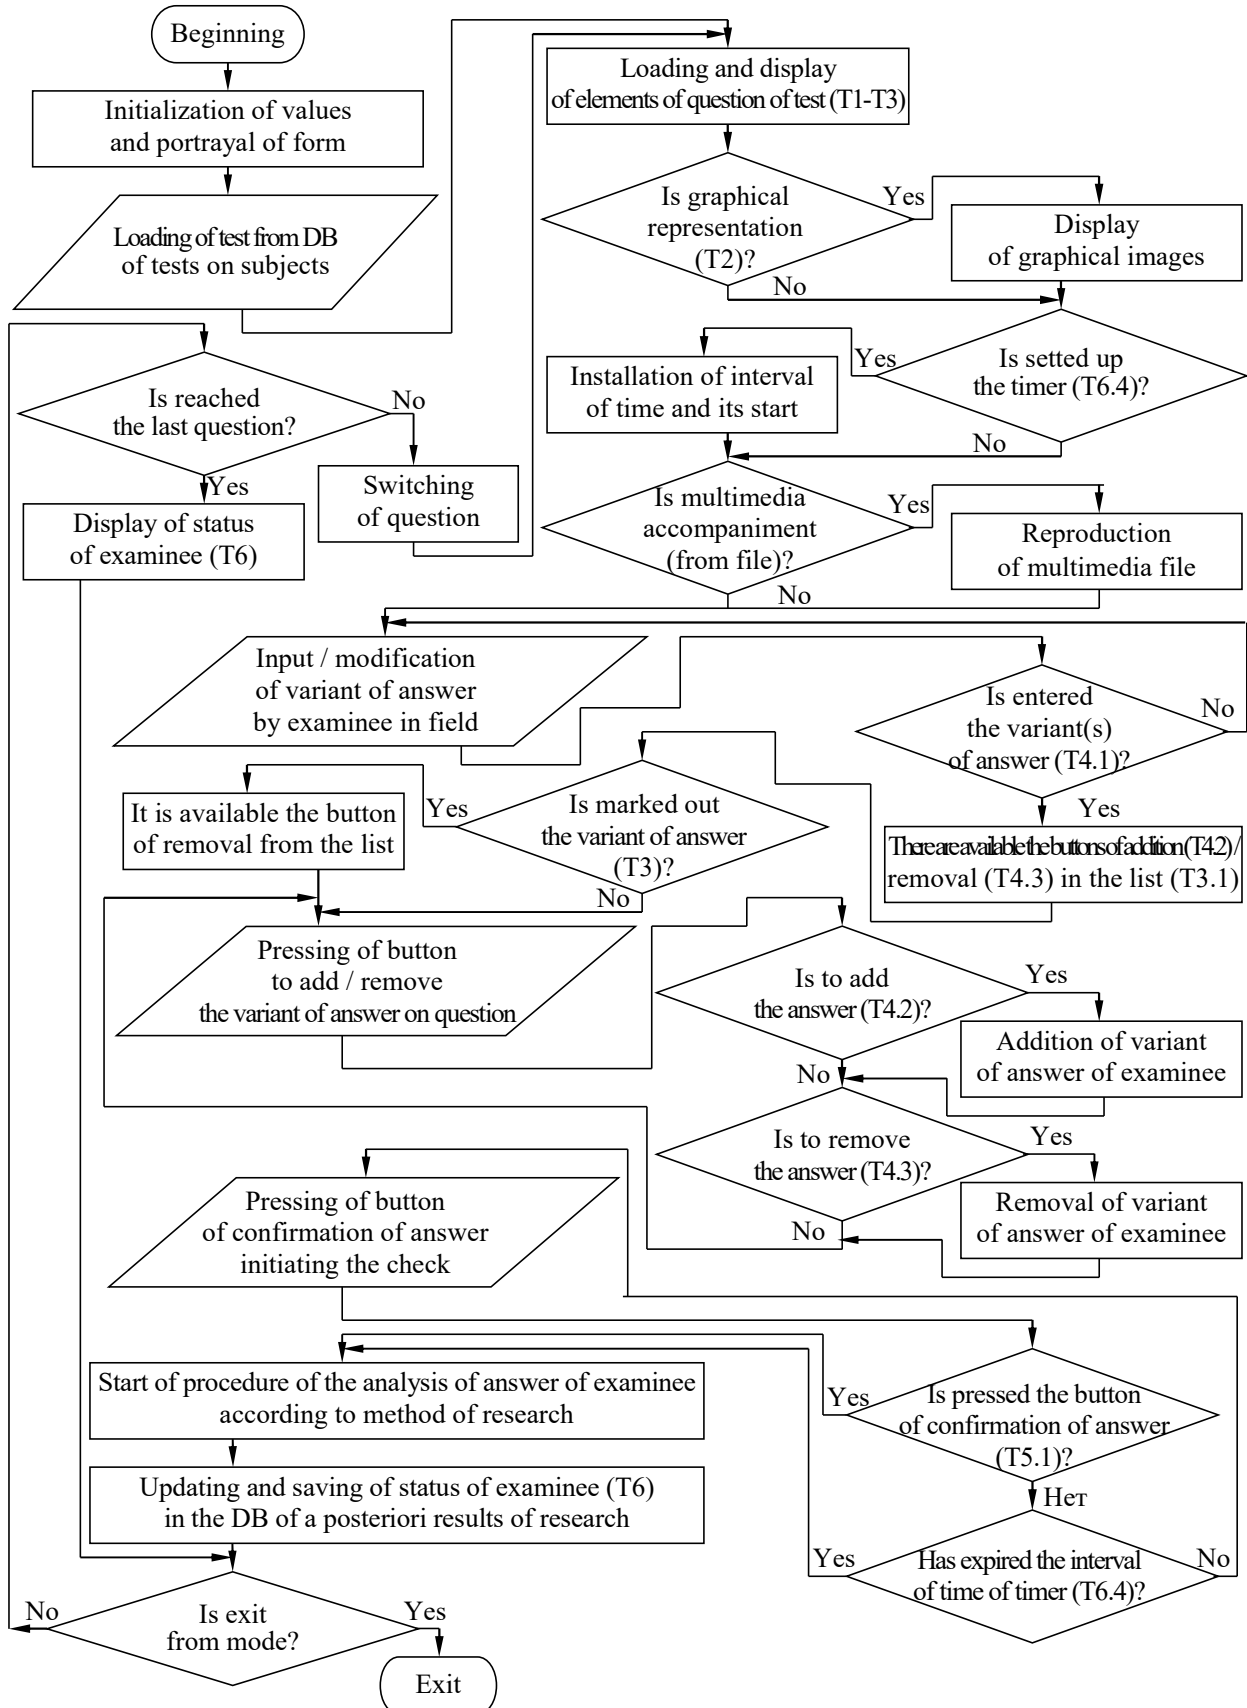 Beginning
Initialization of values
and portrayal of form
Loading of test from DB
of tests on subjects
Is reached
the last question?
No
Yes
Switching
of question
Display of status
of examinee (T6)
Loading and display
of elements of question of test (T1-T3)
Is graphical
representation
(T2)?
Yes
No
Display
of graphical images
Is setted up
the timer (T6.4)?
Yes
No
Installation of interval
of time and its start
Is multimedia
accompaniment
(from file)?
Yes
No
Reproduction
of multimedia file
Input / modification
of variant of answer
by examinee in field
Is entered
the variant(s)
of answer (T4.1)?
No
Yes
There are available the buttons of addition (T4.2) /
removal (T4.3) in the list (T3.1)
Is marked out
the variant of answer
(T3)?
Yes
No
It is available the button
of removal from the list
Pressing of button
to add / remove
the variant of answer on question
Is to add
the answer (T4.2)?
Yes
No
Addition of variant
of answer of examinee
Is to remove
the answer (T4.3)?
Yes
No
Removal of variant
of answer of examinee
Pressing of button
of confirmation of answer
initiating the check
Is pressed the button
of confirmation of answer
(T5.1)?
Yes
Нет
Start of procedure of the analysis of answer of examinee
according to method of research
Updating and saving of status of examinee (T6)
in the DB of a posteriori results of research
Has expired the interval
of time of timer (T6.4)?
Yes
No
Is exit
from mode?
No
Yes
Exit